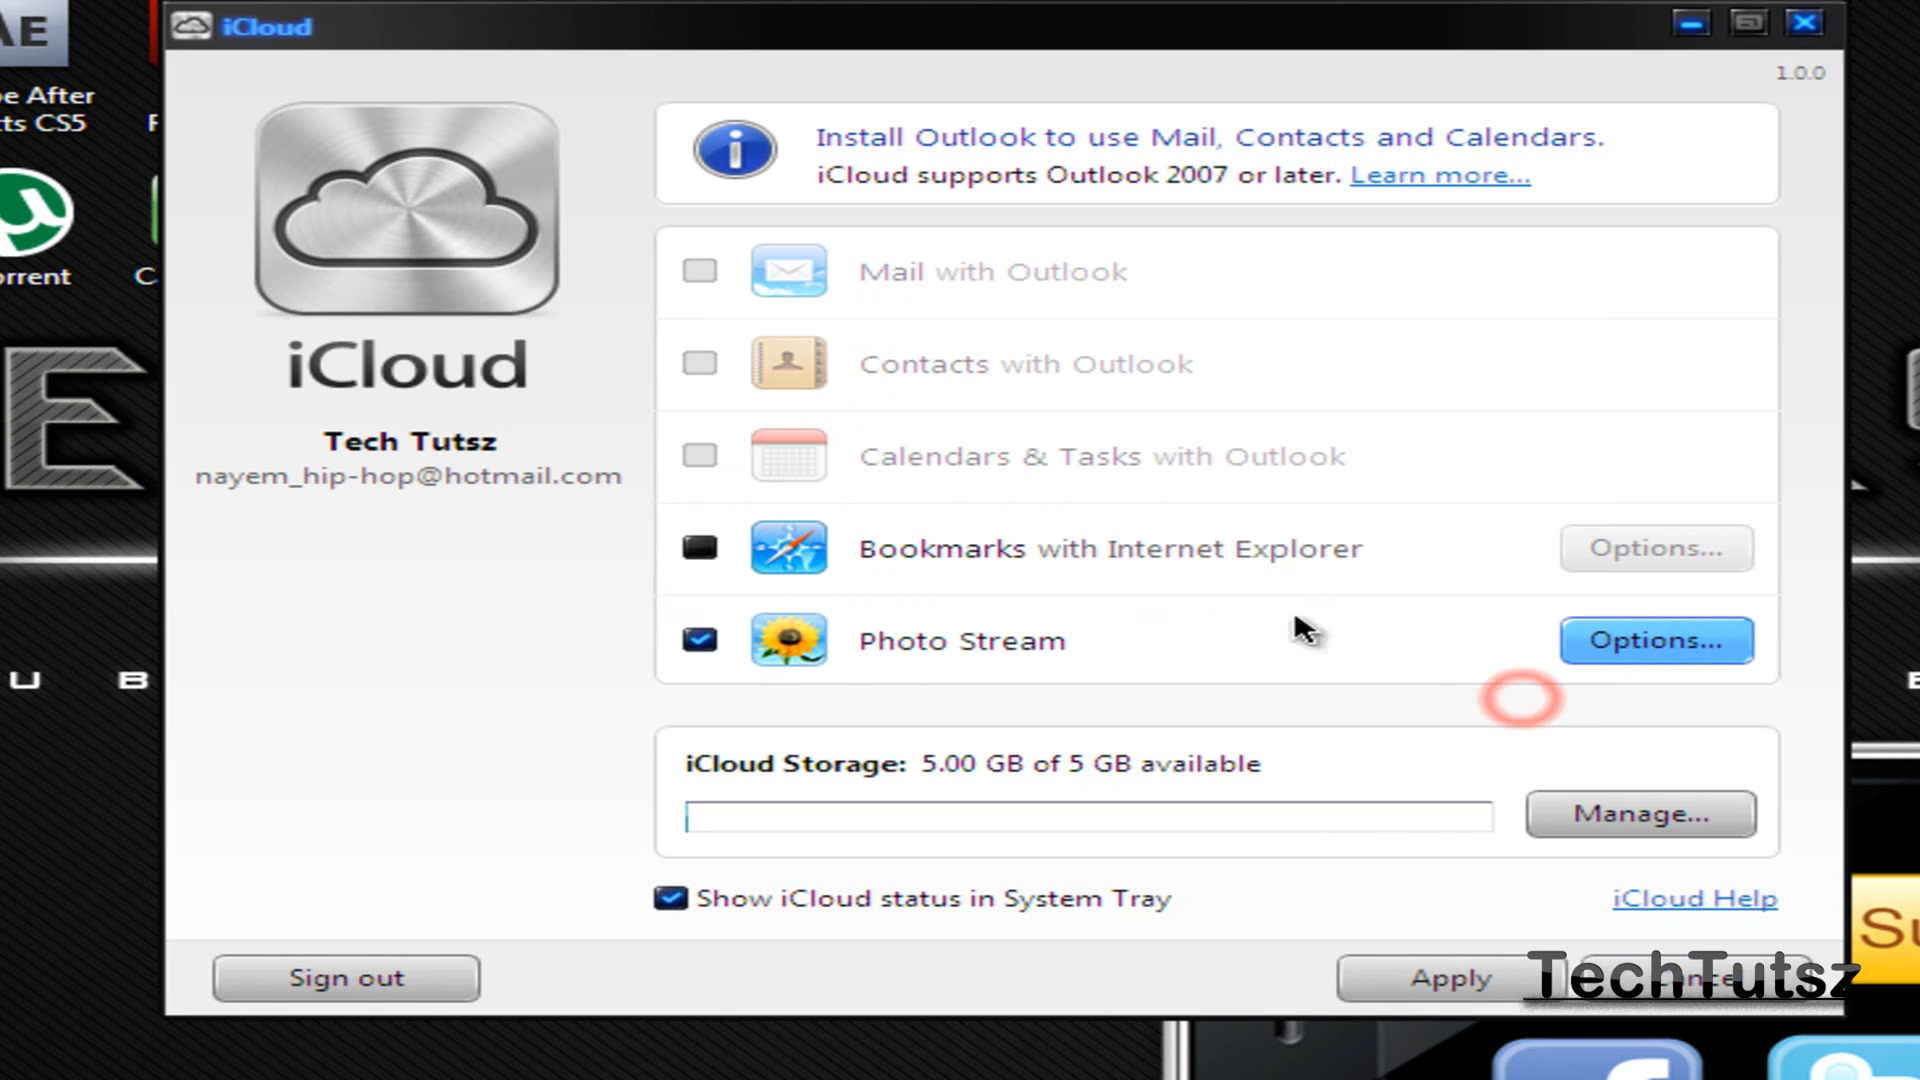 AE
iCloud
1.0.0
e After
ts CS5
Install Outlook to use Mail, Contacts and Calendars.
iCloud supports Outlook 2007 or later. Learn more...
Mail with Outlook
orrent
C
iCloud
Contacts with Outlook
Tech Tutsz
nayem_hip-hop@hotmail.com
Calendars & Tasks with Outlook
E
Bookmarks with Internet Explorer
Options...
Photo Stream
Options...
U B
iCloud Storage: 5.00 GB of 5 GB available
Manage...
Show iCloud status in System Tray
iCloud Help
Su
Sign out
Apply
TechTutsz